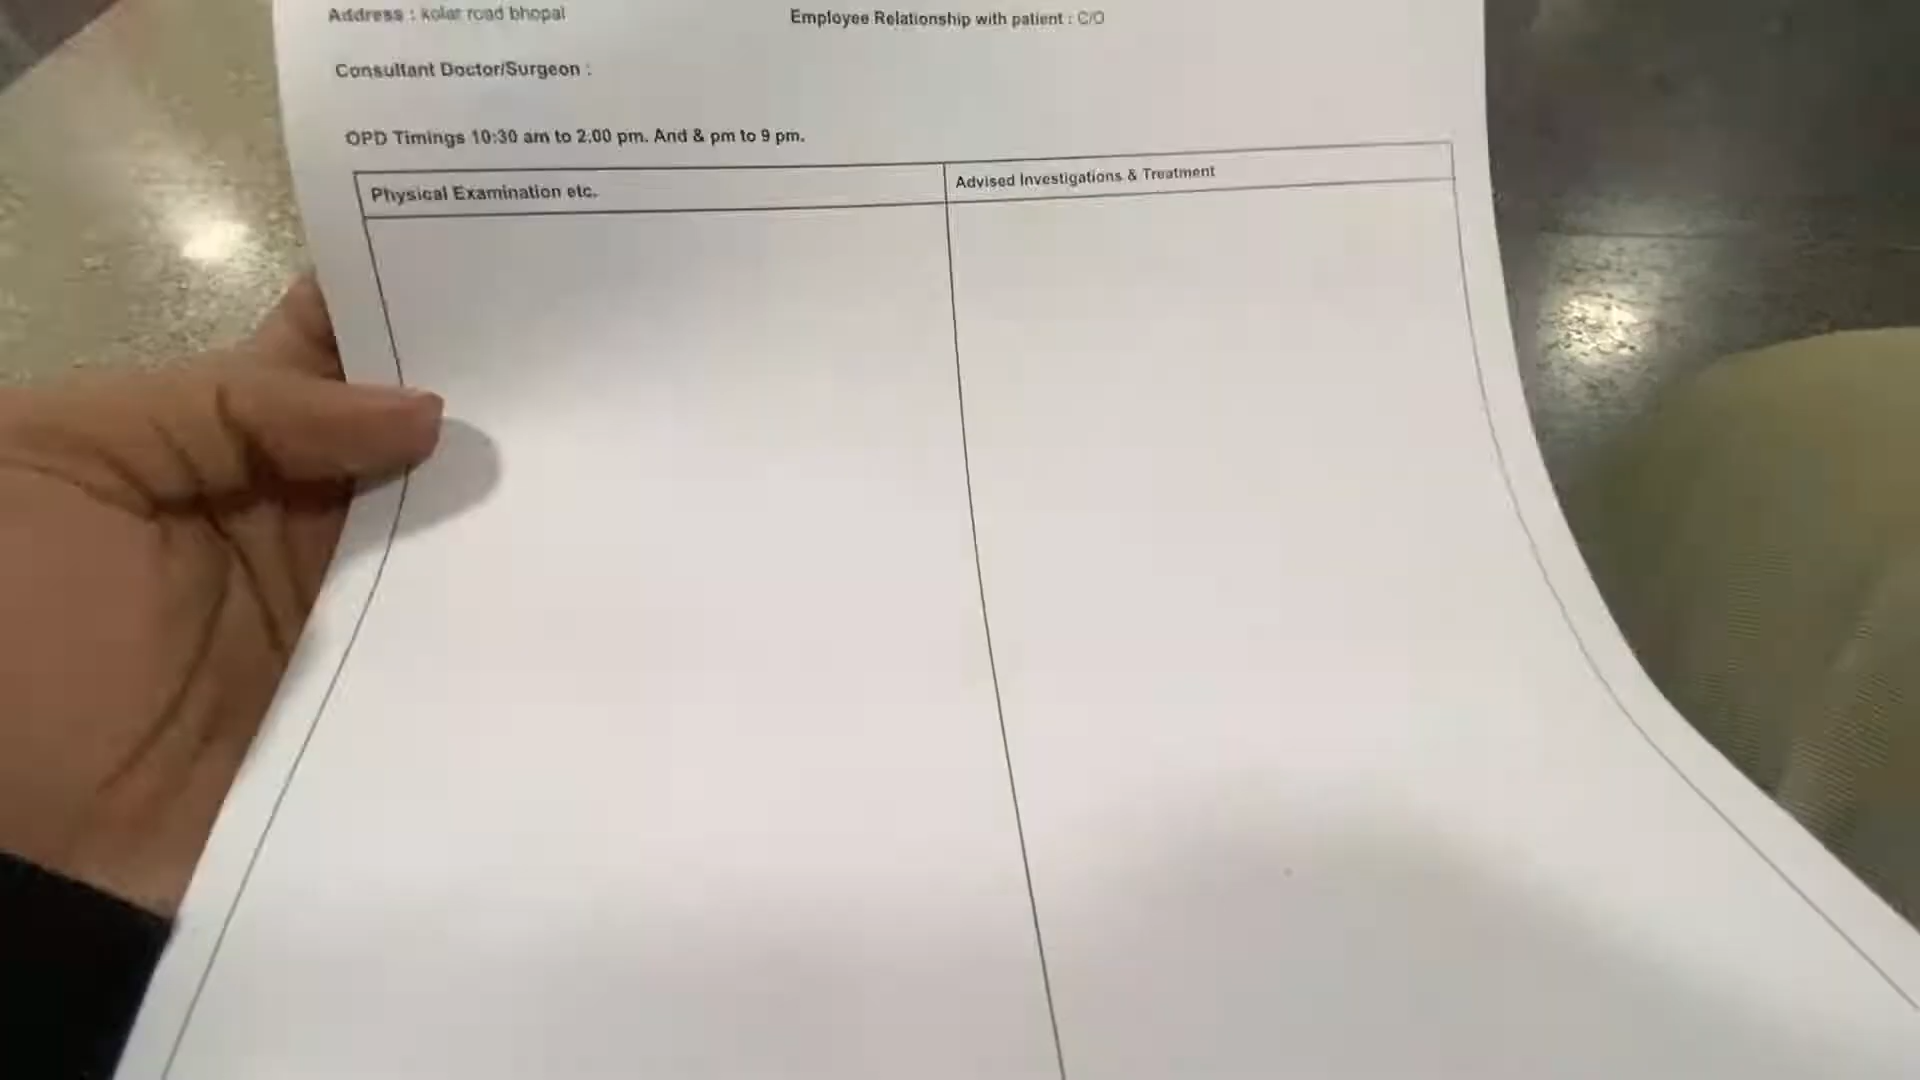 Address : kolar road bhopal
Employee Relationship with patient : C/O
Consultant Doctor/Surgeon :
OPD Timings 10:30 am to 2:00 pm. And & pm to 9 pm.
Physical Examination etc.
Advised Investigations & Treatment